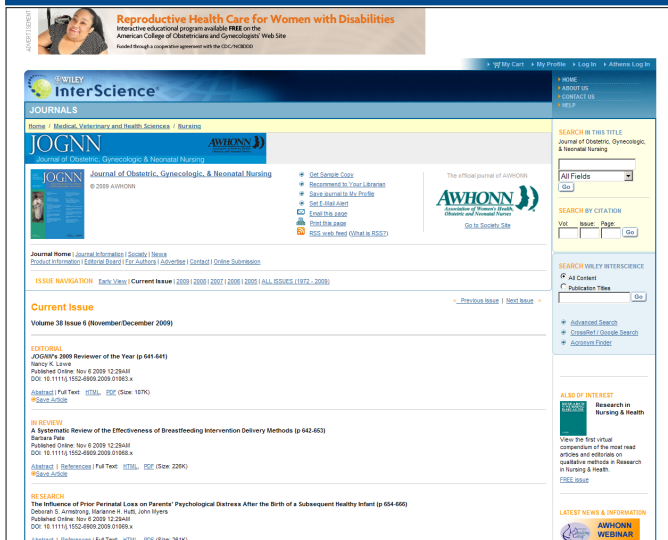 ADVERTISEMENT
Reproductive Health Care for Women with Disabilities
Interactive educational program available FREE on the
American College of Obstetricians and Gynecologists' Web Site
Funded through a cooperative agreement with the CDC/NCBDDD
My Cart My Profile Log In Athens Log In
WILEY
InterScience®
HOME
ABOUT US
CONTACT US
HELP
JOURNALS
Home / Medical, Veterinary and Health Sciences / Nursing
JOGNN
AWHONN
Journal of Obstetric, Gynecologic & Neonatal Nursing
JOGNN
Journal of Obstetric, Gynecologic, & Neonatal Nursing
© 2009 AWHONN
Get Sample Copy
Recommend to Your Librarian
Save journal to My Profile
Set E-Mail Alert
Email this page
Print this page
RSS web feed (What is RSS?)
The official journal of AWHONN
AWHONN
Association of Women's Health,
Obstetric and Neonatal Nurses
Go to Society Site
Journal Home | Journal Information | Society | News
Product Information | Editorial Board | For Authors | Advertise | Contact | Online Submission
ISSUE NAVIGATION Early View | Current Issue | 2009 | 2008 | 2007 | 2006 | 2005 | ALL ISSUES (1972 - 2009)
Current Issue
Previous Issue | Next Issue
Volume 38 Issue 6 (November/December 2009)
EDITORIAL
JOGNN's 2009 Reviewer of the Year (p 641-641)
Nancy K. Lowe
Published Online: Nov 6 2009 12:29AM
DOI: 10.1111/j.1552-6909.2009.01083.x
Abstract | Full Text: HTML, PDF (Size: 107K)
Save Article
IN REVIEW
A Systematic Review of the Effectiveness of Breastfeeding Intervention Delivery Methods (p 642-653)
Barbara Pate
Published Online: Nov 6 2009 12:29AM
DOI: 10.1111/j.1552-6909.2009.01068.x
Abstract | References | Full Text: HTML, PDF (Size: 226K)
Save Article
RESEARCH
The Influence of Prior Perinatal Loss on Parents' Psychological Distress After the Birth of a Subsequent Healthy Infant (p 654-666)
Deborah S. Armstrong, Marianne H. Hutti, John Myers
Published Online: Nov 6 2009 12:29AM
DOI: 10.1111/j.1552-6909.2009.01069.x
Abstract | References | Full Text: HTML, PDF (Size: 261K)
SEARCH IN THIS TITLE
Journal of Obstetric, Gynecologic,
& Neonatal Nursing
All Fields
Go
SEARCH BY CITATION
Vol: Issue: Page:
Go
SEARCH WILEY INTERSCIENCE
All Content
Publication Titles
Go
Advanced Search
CrossRef / Google Search
Acronym Finder
ALSO OF INTEREST
Research in
Nursing & Health
View the first virtual
compendium of the most read
articles and editorials on
qualitative methods in Research
in Nursing & Health.
FREE issue
LATEST NEWS & INFORMATION
AWHONN
WEBINAR